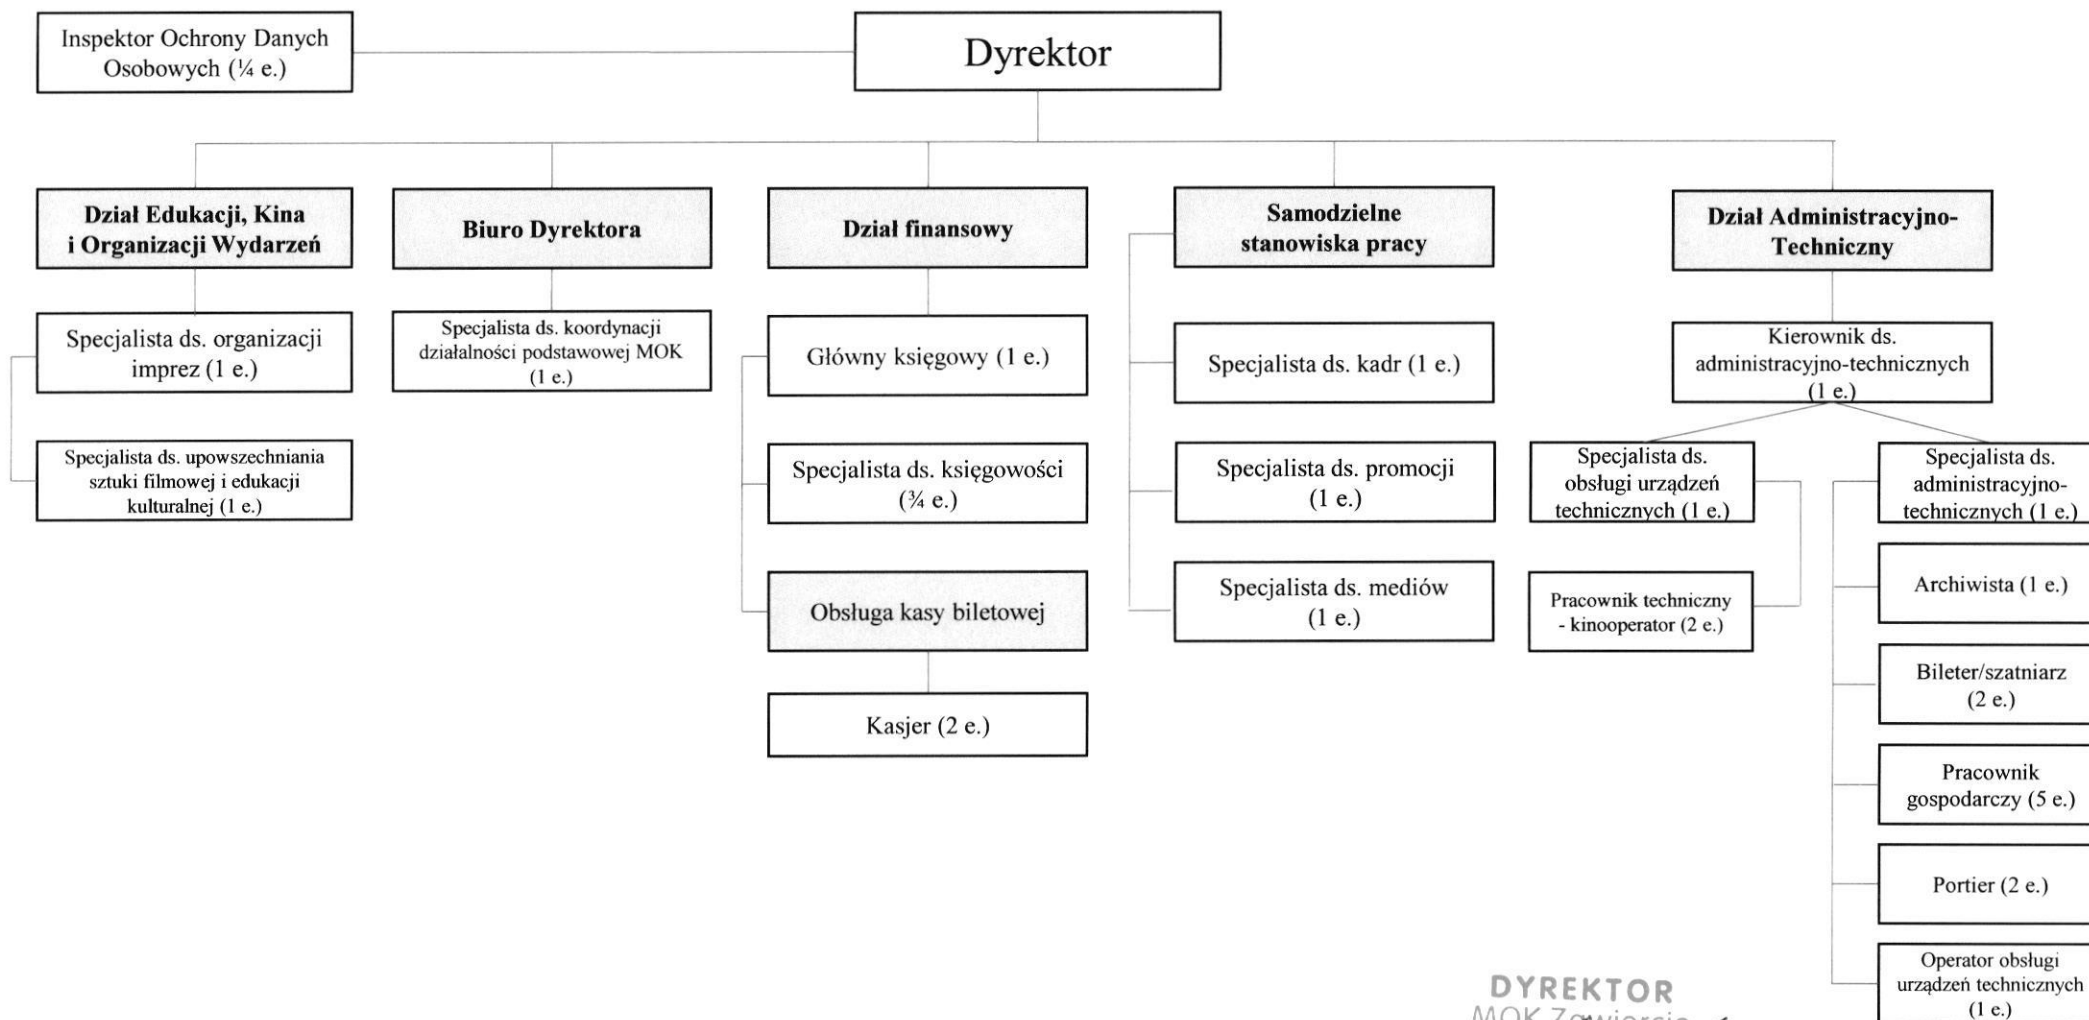 Inspektor Ochrony Danych
Osobowych (¼ e.)
Dyrektor
Dział Edukacji, Kina
i Organizacji Wydarzeń
Biuro Dyrektora
Dział finansowy
Samodzielne
stanowiska pracy
Dział Administracyjno-
Techniczny
Specjalista ds. organizacji
imprez (1 e.)
Specjalista ds. upowszechniania
sztuki filmowej i edukacji
kulturalnej (1 e.)
Specjalista ds. koordynacji
działalności podstawowej MOK
(1 e.)
Główny księgowy (1 e.)
Specjalista ds. księgowości
(¾ e.)
Obsługa kasy biletowej
Kasjer (2 e.)
Specjalista ds. kadr (1 e.)
Specjalista ds. promocji
(1 e.)
Specjalista ds. mediów
(1 e.)
Kierownik ds.
administracyjno-technicznych
(1 e.)
Specjalista ds.
obsługi urządzeń
technicznych (1 e.)
Pracownik techniczny
- kinooperator (2 e.)
Specjalista ds.
administracyjno-
technicznych (1 e.)
Archiwista (1 e.)
Bileter/szatniarz
(2 e.)
Pracownik
gospodarczy (5 e.)
Portier (2 e.)
Operator obsługi
urządzeń technicznych
(1 e.)
DYREKTOR
MOK Zawiercie